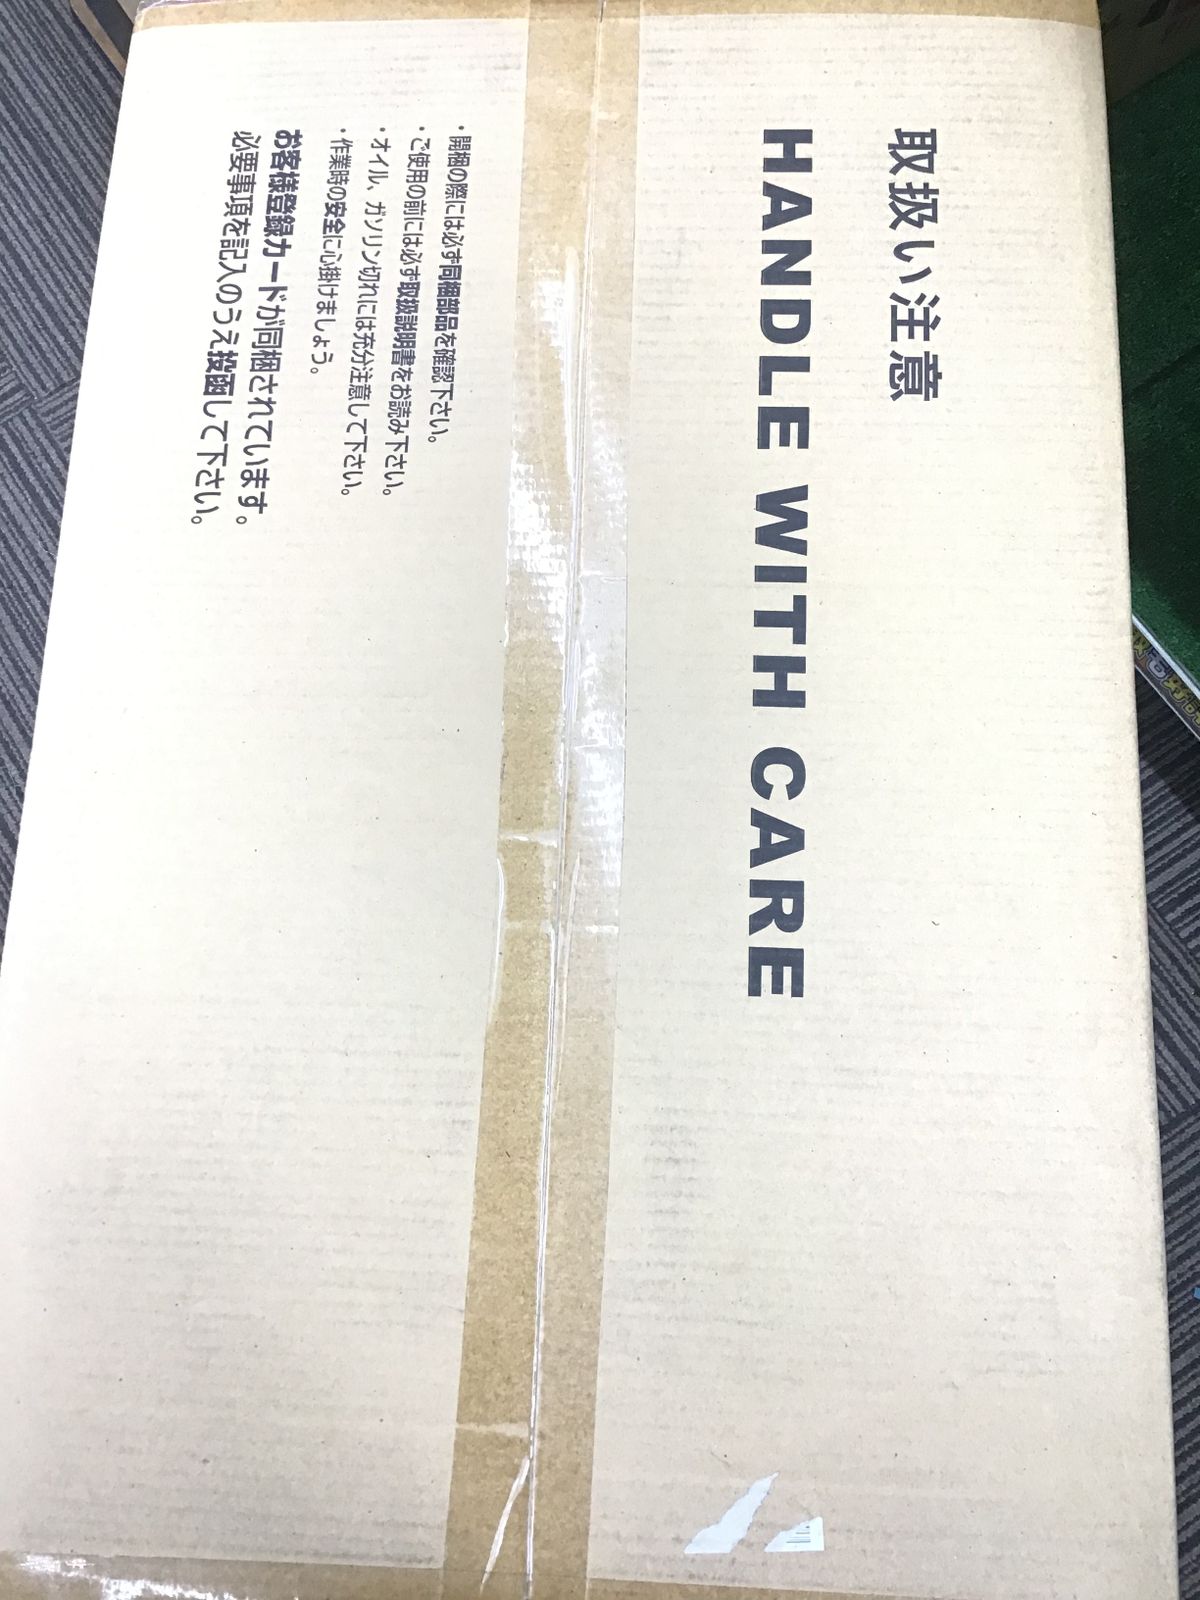 取扱い注意
HANDLE WITH CARE
・開梱の際には必ず同梱部品を確認下さい。
・ご使用の前には必ず取扱説明書をお読み下さい。
・オイル、ガソリン切れには充分注意して下さい。
・作業時の安全に心掛けましょう。
お客様登録カードが同梱されています。
必要事項を記入のうえ投函して下さい。